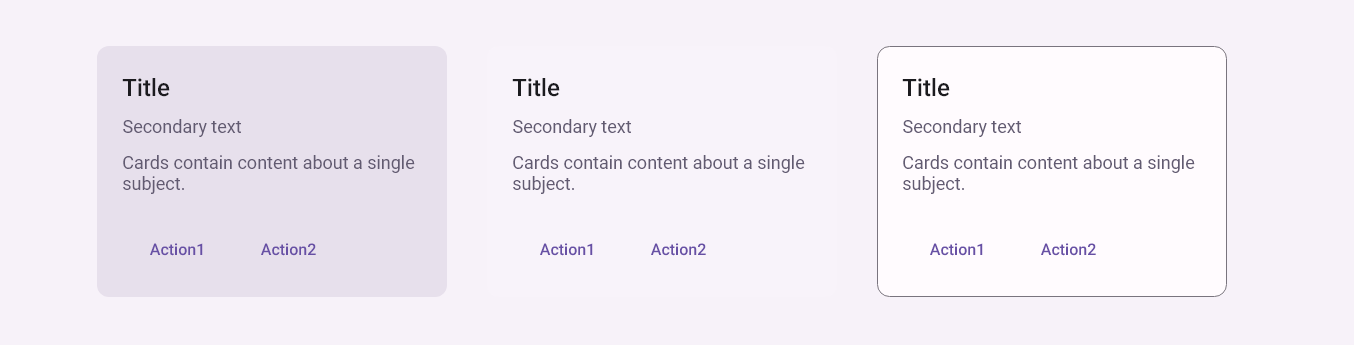 Title
Secondary text
Cards contain content about a single
subject.
Action1 Action2
Title
Secondary text
Cards contain content about a single
subject.
Action1 Action2
Title
Secondary text
Cards contain content about a single
subject.
Action1 Action2